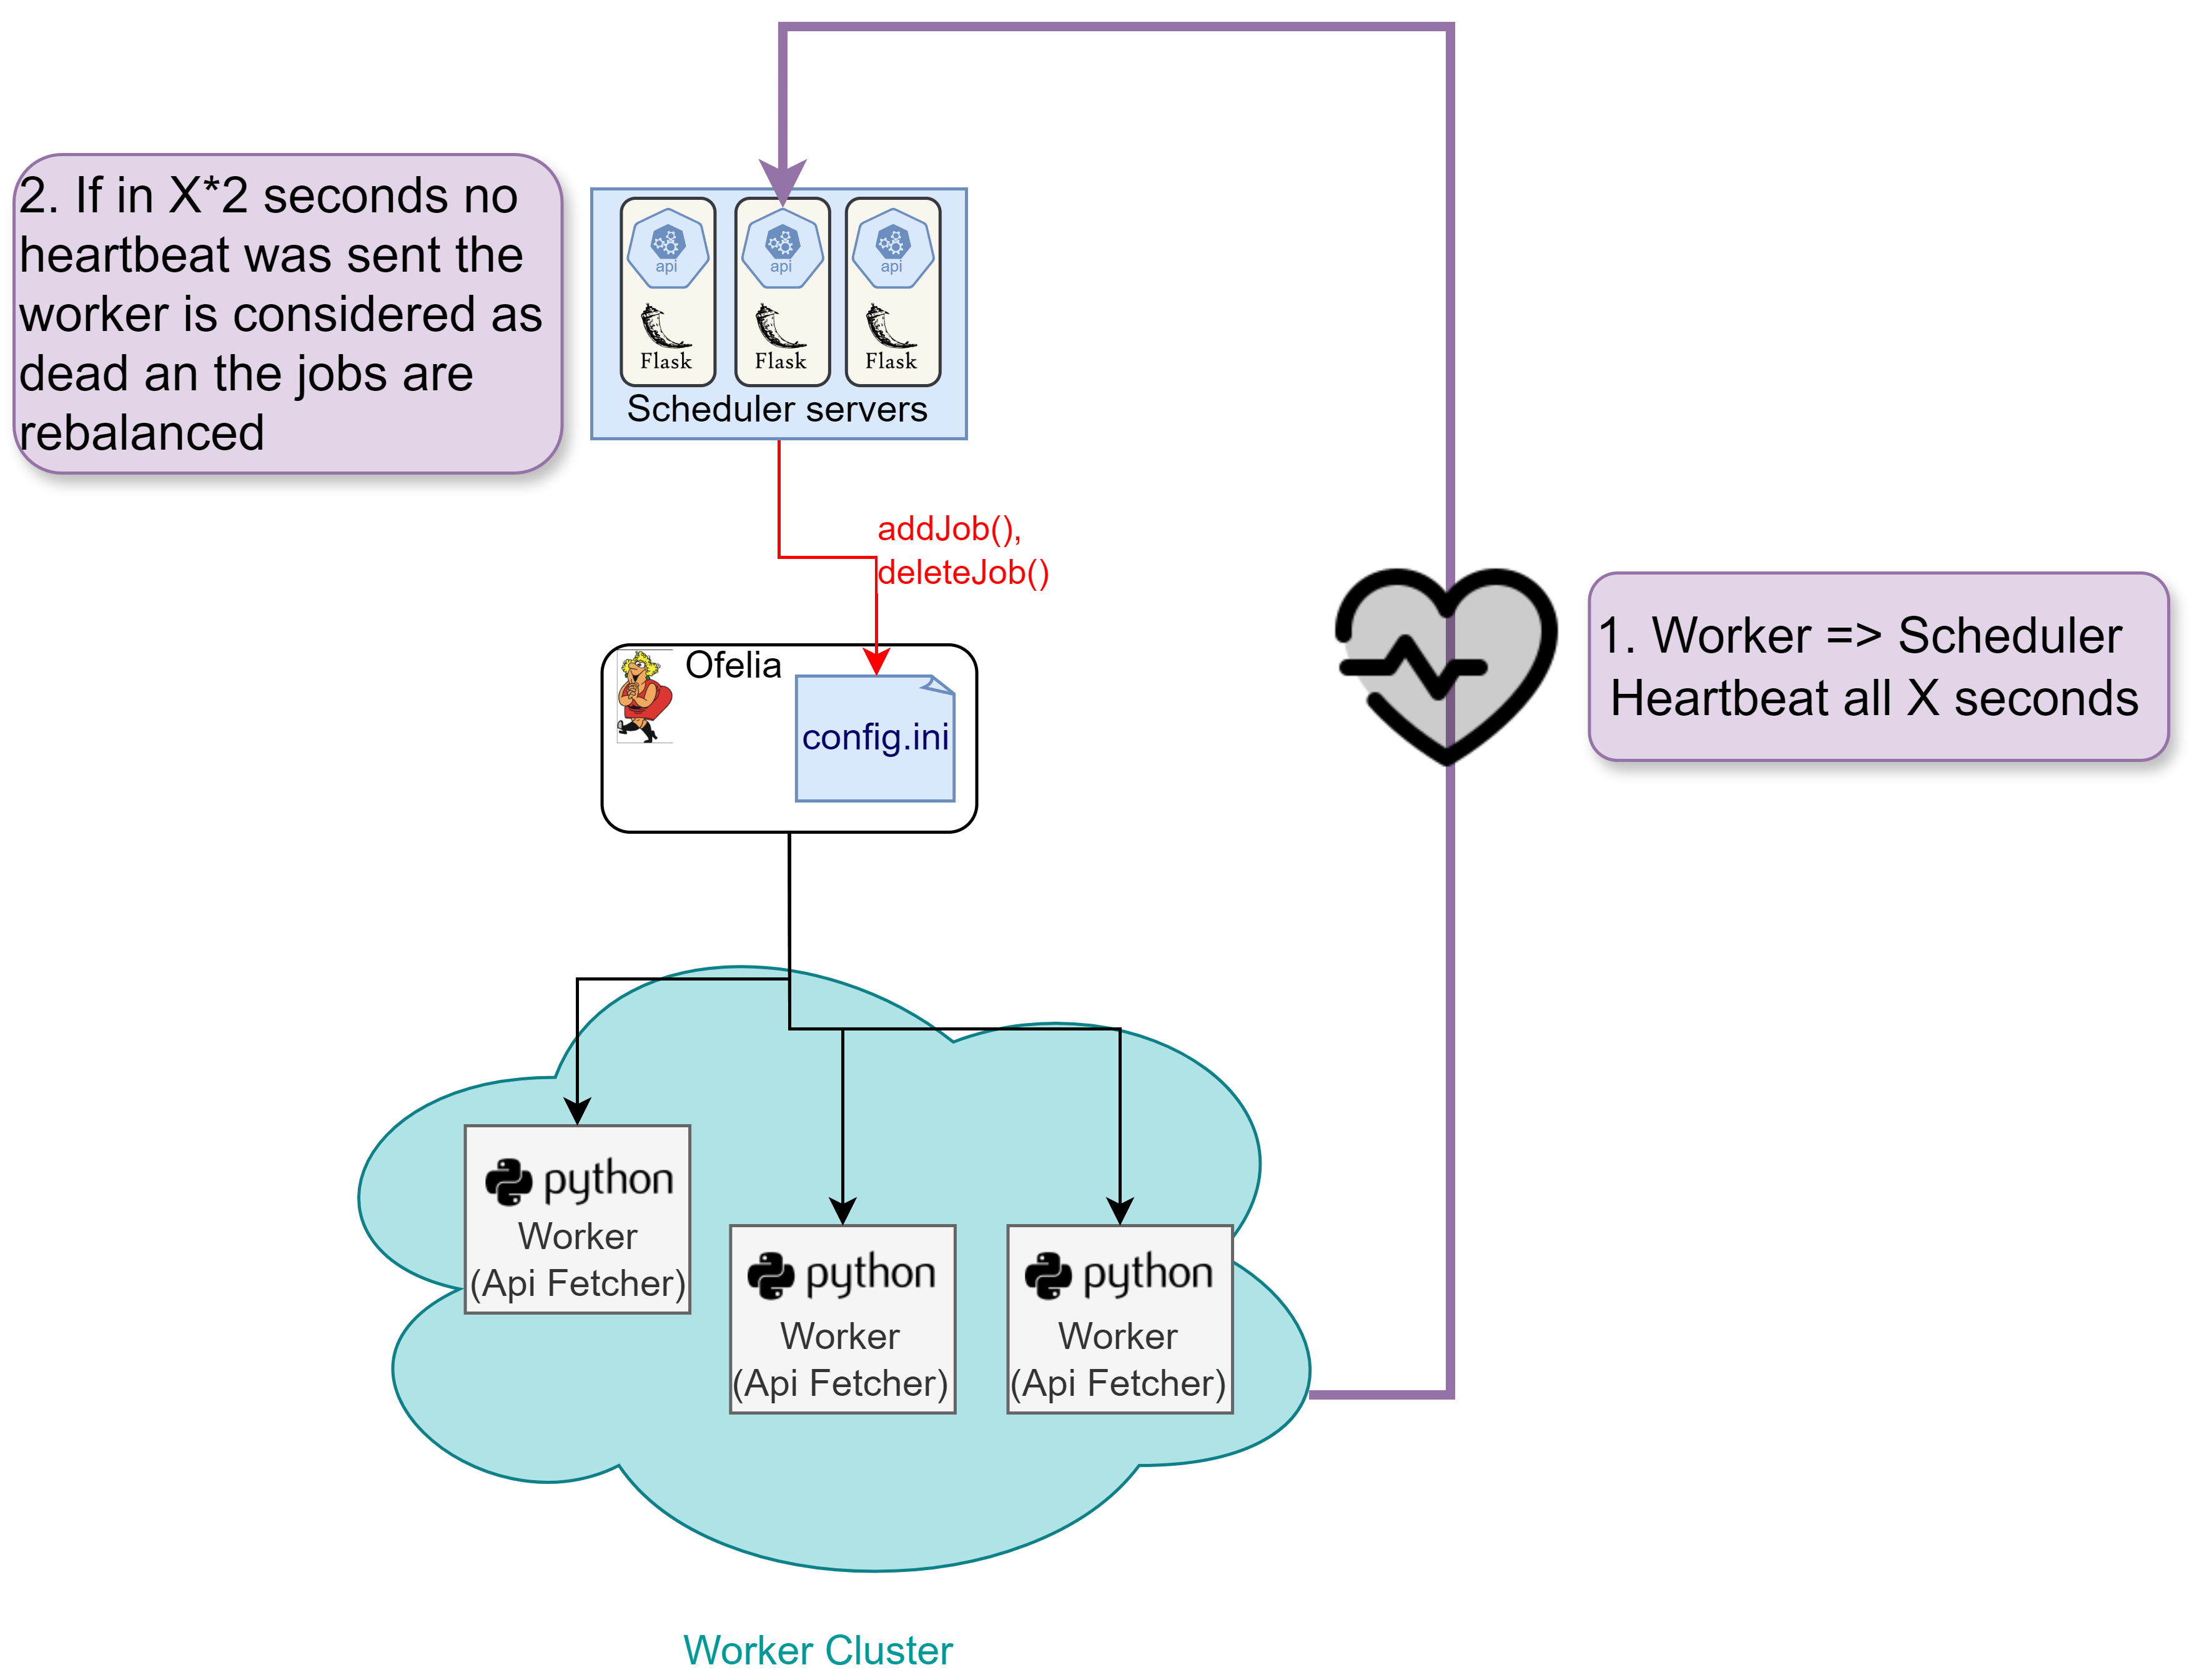 2. If in X*2 seconds no
heartbeat was sent the
worker is considered as
dead an the jobs are
rebalanced
api
api
api
Flask
Flask
Flask
Scheduler servers
addJob(),
deleteJob()
Ofelia
config.ini
1. Worker => Scheduler
Heartbeat all X seconds
python
Worker
(Api Fetcher)
python
Worker
(Api Fetcher)
python
Worker
(Api Fetcher)
Worker Cluster